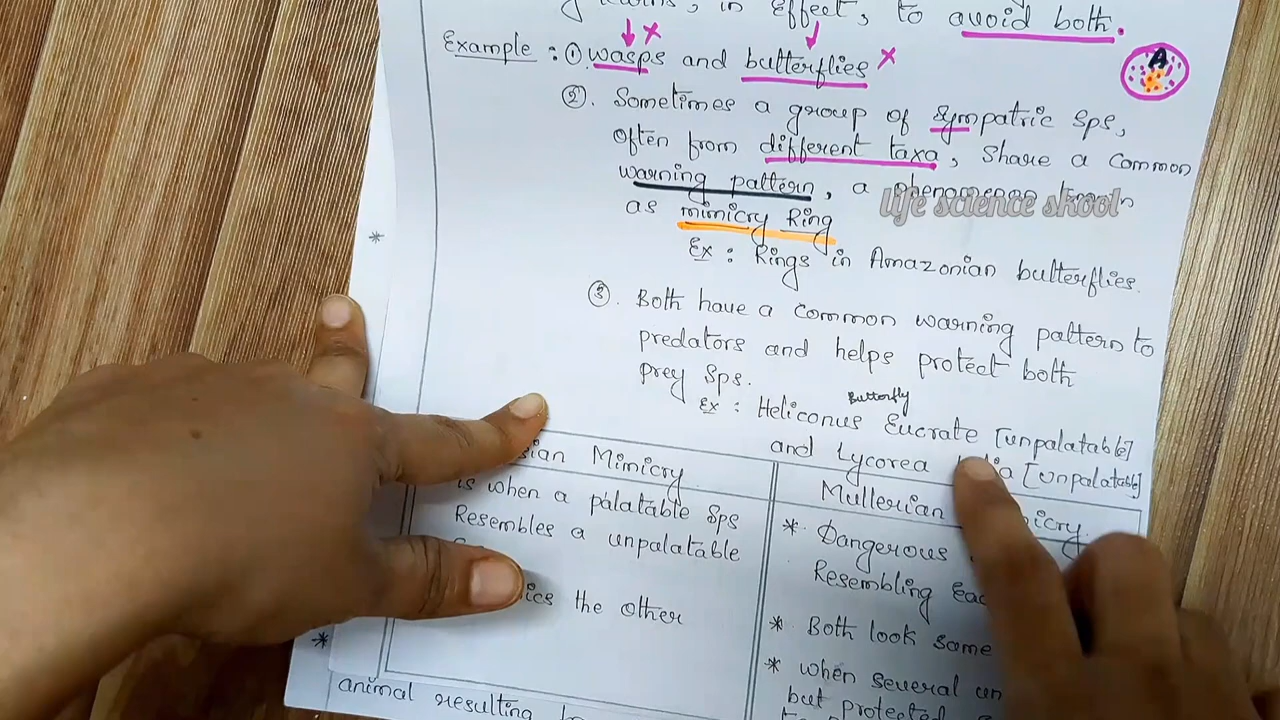 in Effect, to avoid both.
Example : ①. wasps and butterflies
②. Sometimes a group of sympatric Sps,
often from different taxa, share a common
warning pattern, a phenomenon
as mimicry Ring
Ex : Rings in Amazonian butterflies.
③. Both have a common warning pattern to
predators and helps protect both
prey Sps.
Butterfly
Ex : Heliconus Eucrate [unpalatable]
and Lycorea [unpalatable]
life science skool
A
Mimicry
is when a palatable Sps
Resembles a unpalatable
the other
Mullerian
* Dangerous
Resembling
* Both look same
* when several
but protected
animal resulting
*
*